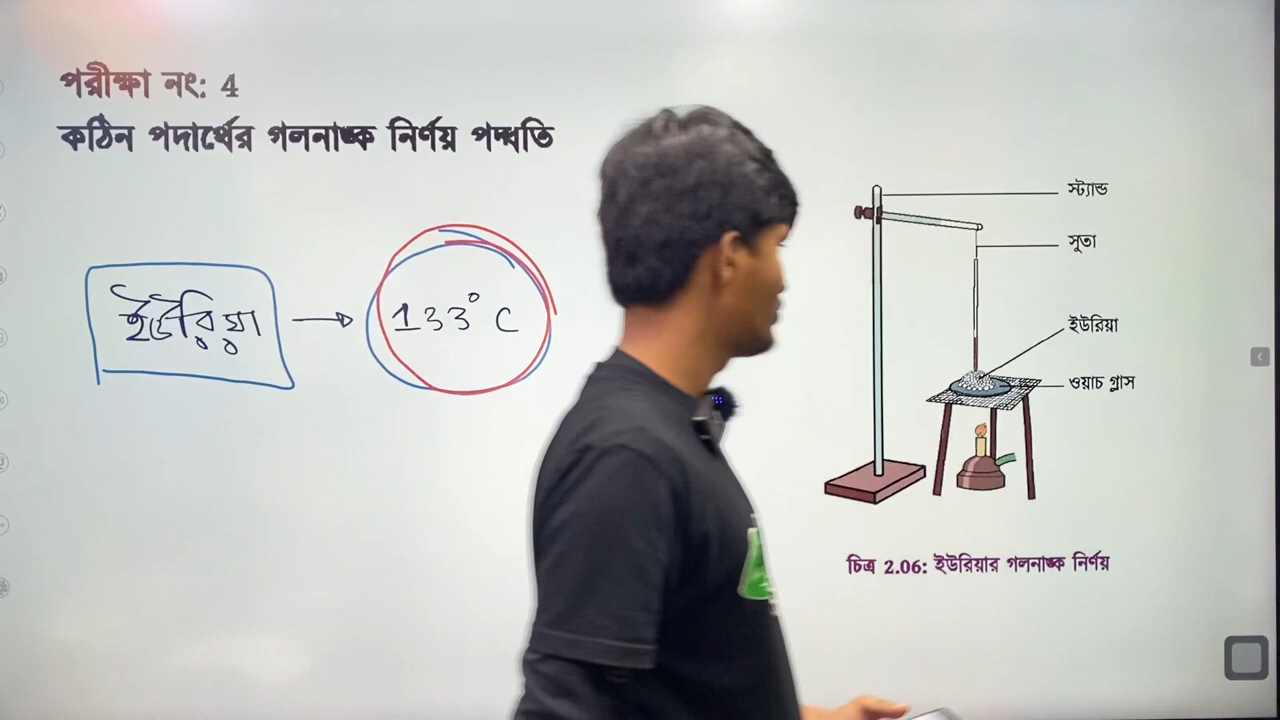 পরীক্ষা নং: 4
কঠিন পদার্থের গলনাঙ্ক নির্ণয় পদ্ধতি
ইউরিয়া → 133° C
স্ট্যান্ড
সুতা
ইউরিয়া
ওয়াচ গ্লাস
চিত্র 2.06: ইউরিয়ার গলনাঙ্ক নির্ণয়